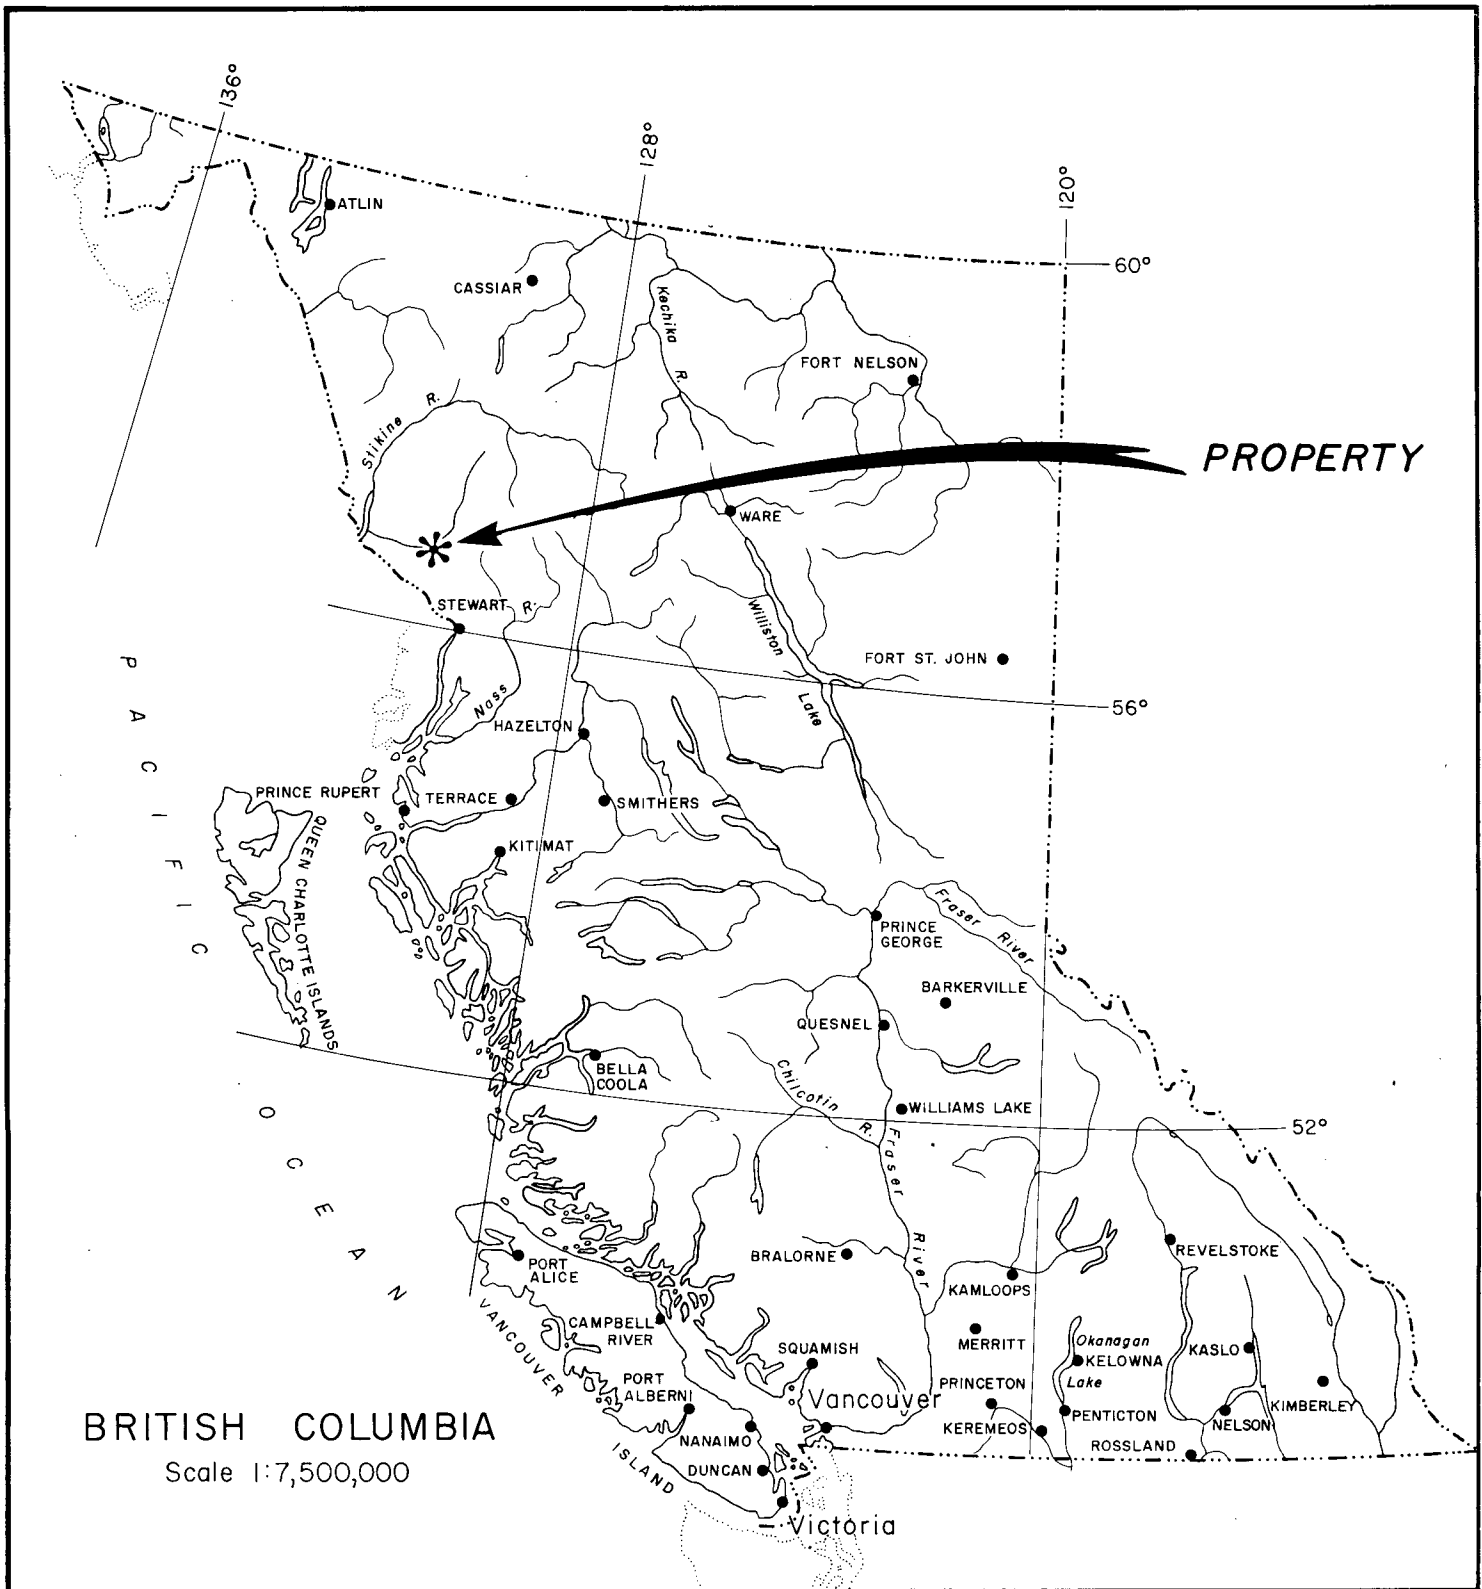 136°
128°
120°
ATLIN
60°
CASSIAR
Kechika
R.
FORT NELSON
Stikine R.
PROPERTY
WARE
STEWART
R.
Williston
Lake
FORT ST. JOHN
Nass
56°
HAZELTON
PRINCE RUPERT
TERRACE
SMITHERS
KITIMAT
QUEEN CHARLOTTE ISLANDS
PACIFIC
OCEAN
Fraser River
PRINCE
GEORGE
BARKERVILLE
QUESNEL
BELLA
COOLA
Chilcotin
R.
WILLIAMS LAKE
52°
Fraser
River
BRALORNE
REVELSTOKE
PORT
ALICE
KAMLOOPS
VANCOUVER
ISLAND
CAMPBELL
RIVER
MERRITT
SQUAMISH
Okanagan
Lake
KELOWNA
KASLO
PORT
ALBERNI
Vancouver
PRINCETON
KIMBERLEY
PENTICTON
NELSON
KEREMEOS
NANAIMO
ROSSLAND
DUNCAN
Victoria
BRITISH COLUMBIA
Scale 1:7,500,000